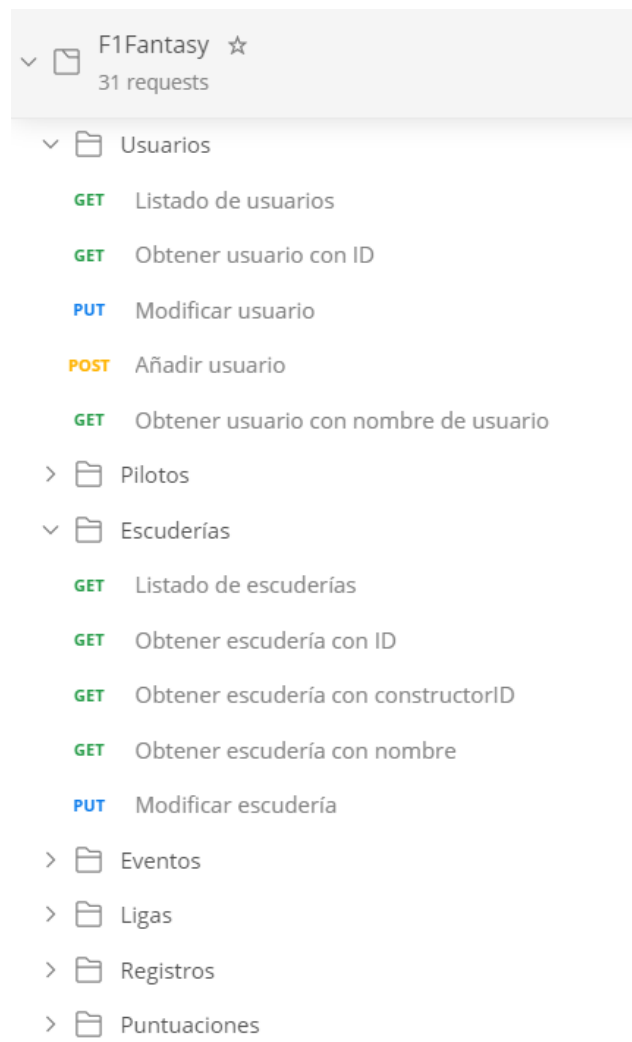 F1Fantasy
31 requests
Usuarios
GET Listado de usuarios
GET Obtener usuario con ID
PUT Modificar usuario
POST Añadir usuario
GET Obtener usuario con nombre de usuario
Pilotos
Escuderías
GET Listado de escuderías
GET Obtener escudería con ID
GET Obtener escudería con constructorID
GET Obtener escudería con nombre
PUT Modificar escudería
Eventos
Ligas
Registros
Puntuaciones